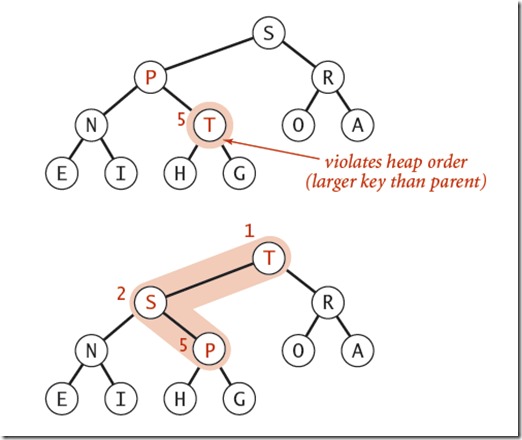 S
P R
N 5 T O A
violates heap order
(larger key than parent)
E I H G
1
T
2 S R
N 5 P O A
E I H G